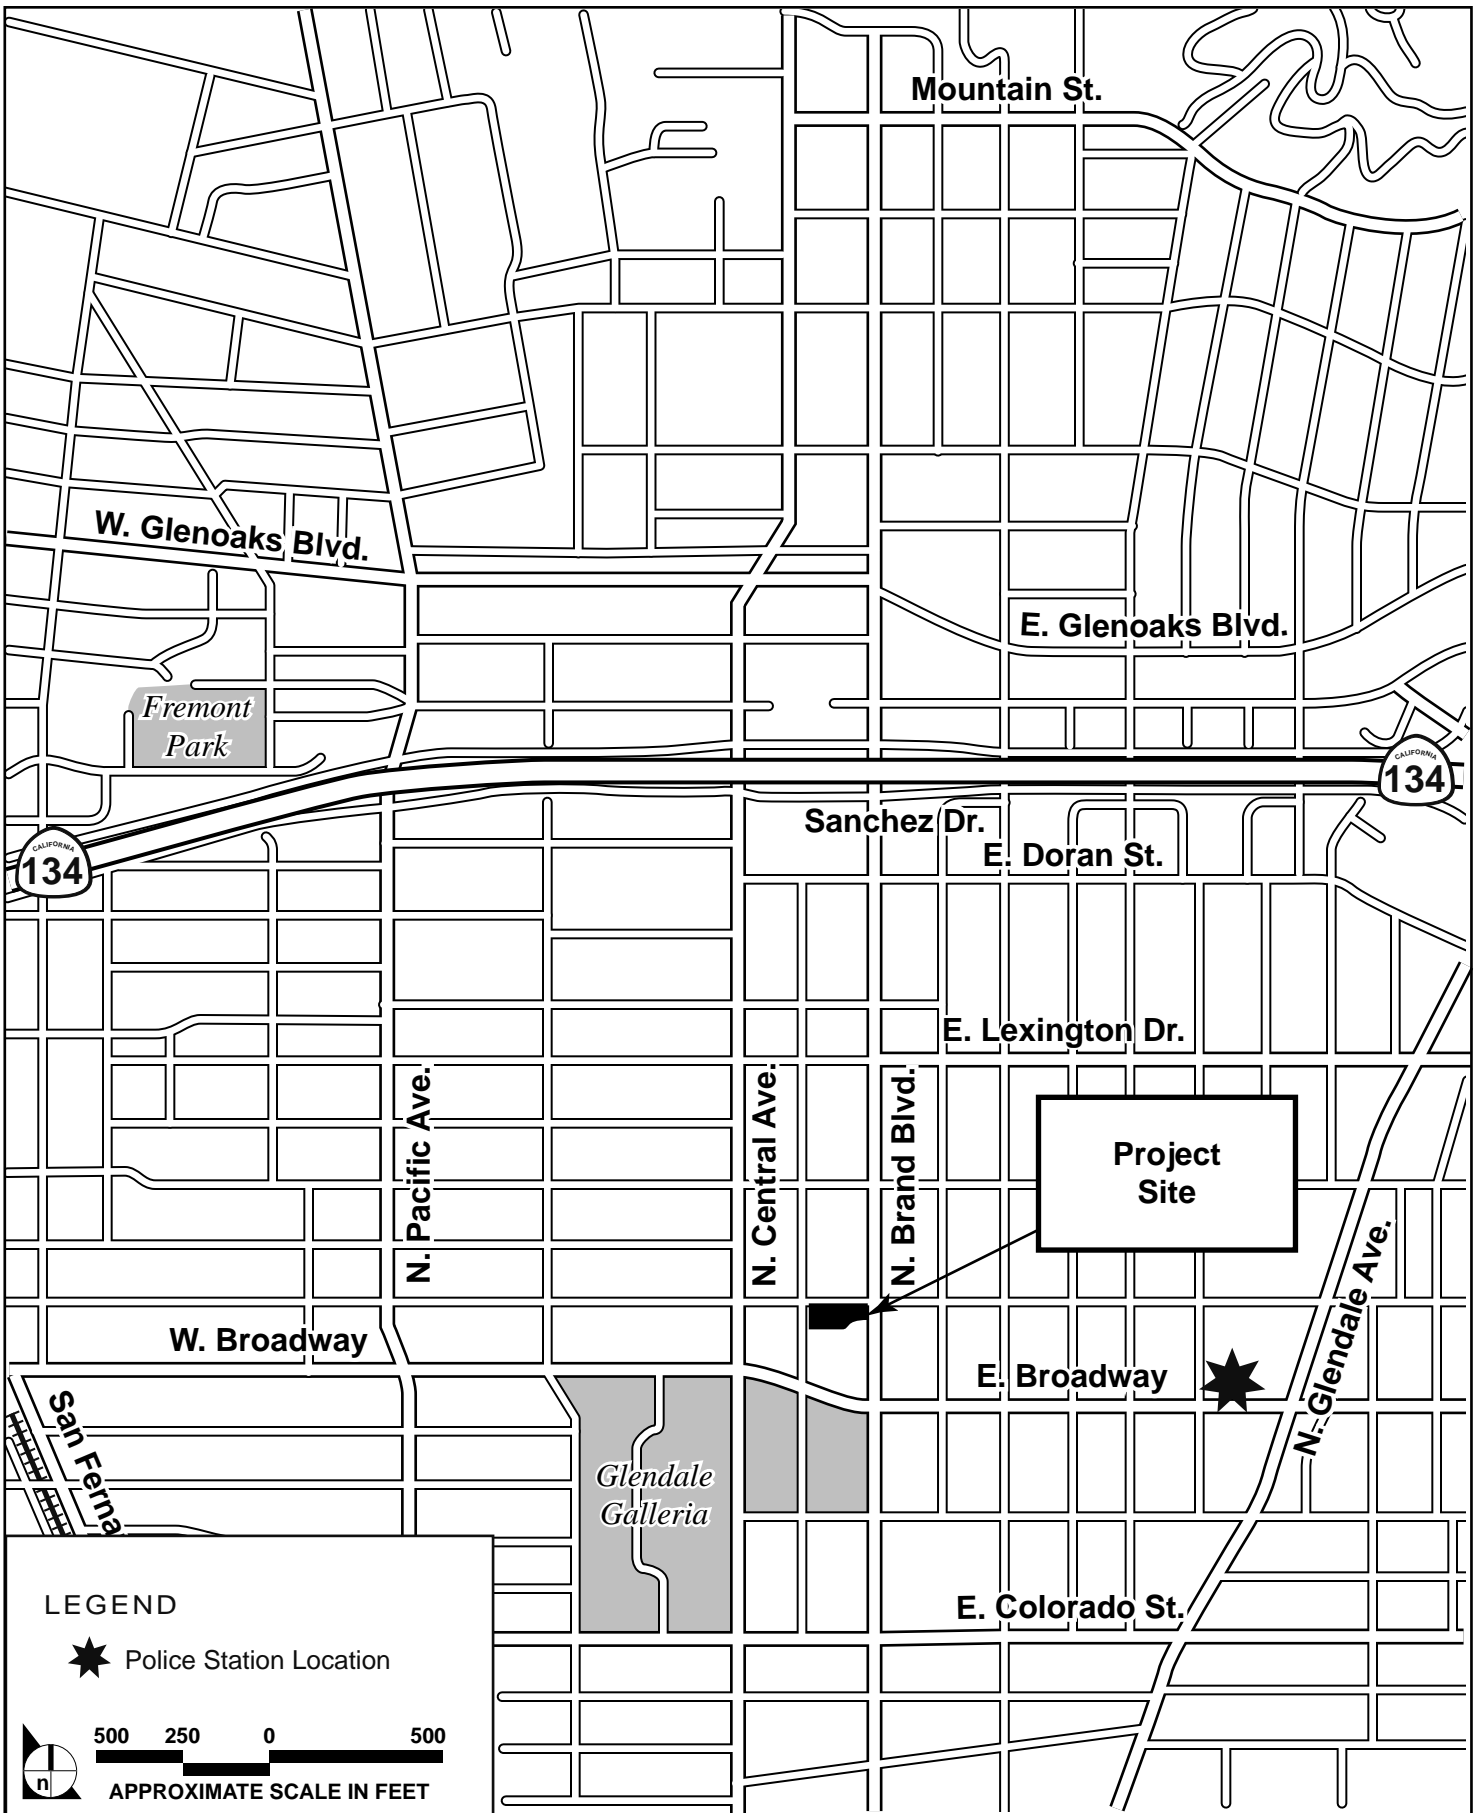 Mountain St.
W. Glenoaks Blvd.
E. Glenoaks Blvd.
Fremont
Park
CALIFORNIA
134
Sanchez Dr.
E. Doran St.
CALIFORNIA
134
E. Lexington Dr.
N. Pacific Ave.
N. Central Ave.
N. Brand Blvd.
Project
Site
N. Glendale Ave.
W. Broadway
E. Broadway
San Ferna
Glendale
Galleria
E. Colorado St.
LEGEND
Police Station Location
500 250 0 500
n
APPROXIMATE SCALE IN FEET